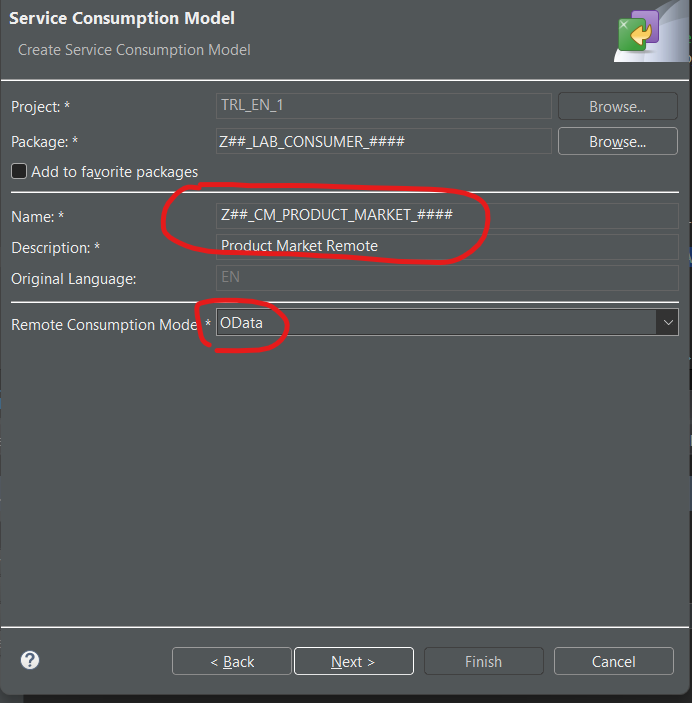 Service Consumption Model
Create Service Consumption Model
Project: * TRL_EN_1 Browse...
Package: * Z##_LAB_CONSUMER_#### Browse...
Add to favorite packages
Name: * Z##_CM_PRODUCT_MARKET_####
Description: * Product Market Remote
Original Language: EN
Remote Consumption Mode * OData
? < Back Next > Finish Cancel